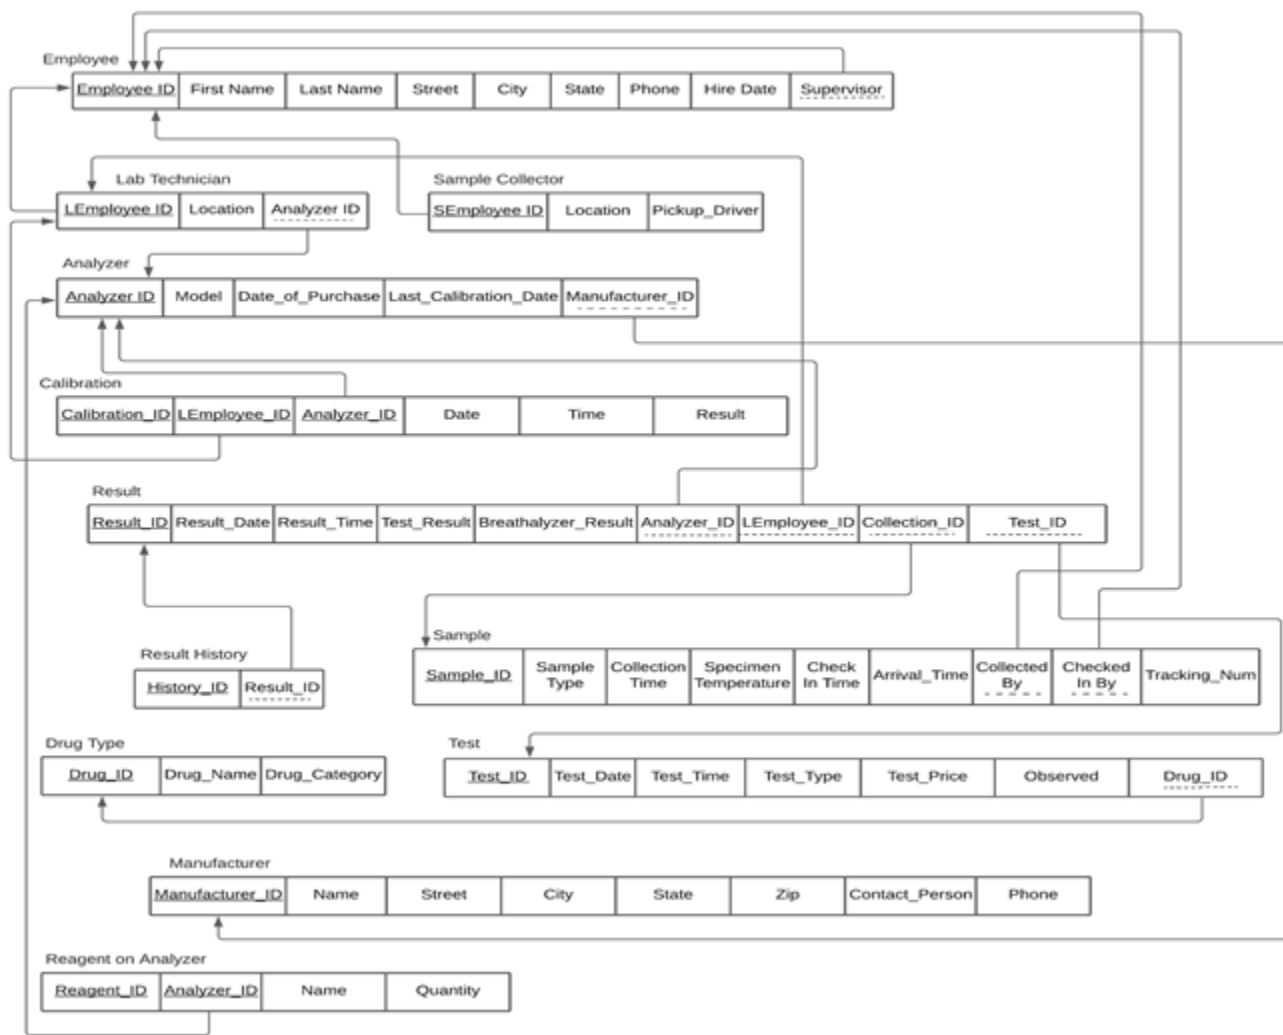 Employee
Employee ID First Name Last Name Street City State Phone Hire Date Supervisor
Lab Technician
LEmployee ID Location Analyzer ID
Sample Collector
SEmployee ID Location Pickup_Driver
Analyzer
Analyzer ID Model Date_of_Purchase Last_Calibration_Date Manufacturer_ID
Calibration
Calibration_ID LEmployee_ID Analyzer_ID Date Time Result
Result
Result_ID Result_Date Result_Time Test_Result Breathalyzer_Result Analyzer_ID LEmployee_ID Collection_ID Test_ID
Result History
History_ID Result_ID
Sample
Sample_ID Sample Type Collection Time Specimen Temperature Check In Time Arrival_Time Collected By Checked In By Tracking_Num
Drug Type
Drug_ID Drug_Name Drug_Category
Test
Test_ID Test_Date Test_Time Test_Type Test_Price Observed Drug_ID
Manufacturer
Manufacturer_ID Name Street City State Zip Contact_Person Phone
Reagent on Analyzer
Reagent_ID Analyzer_ID Name Quantity